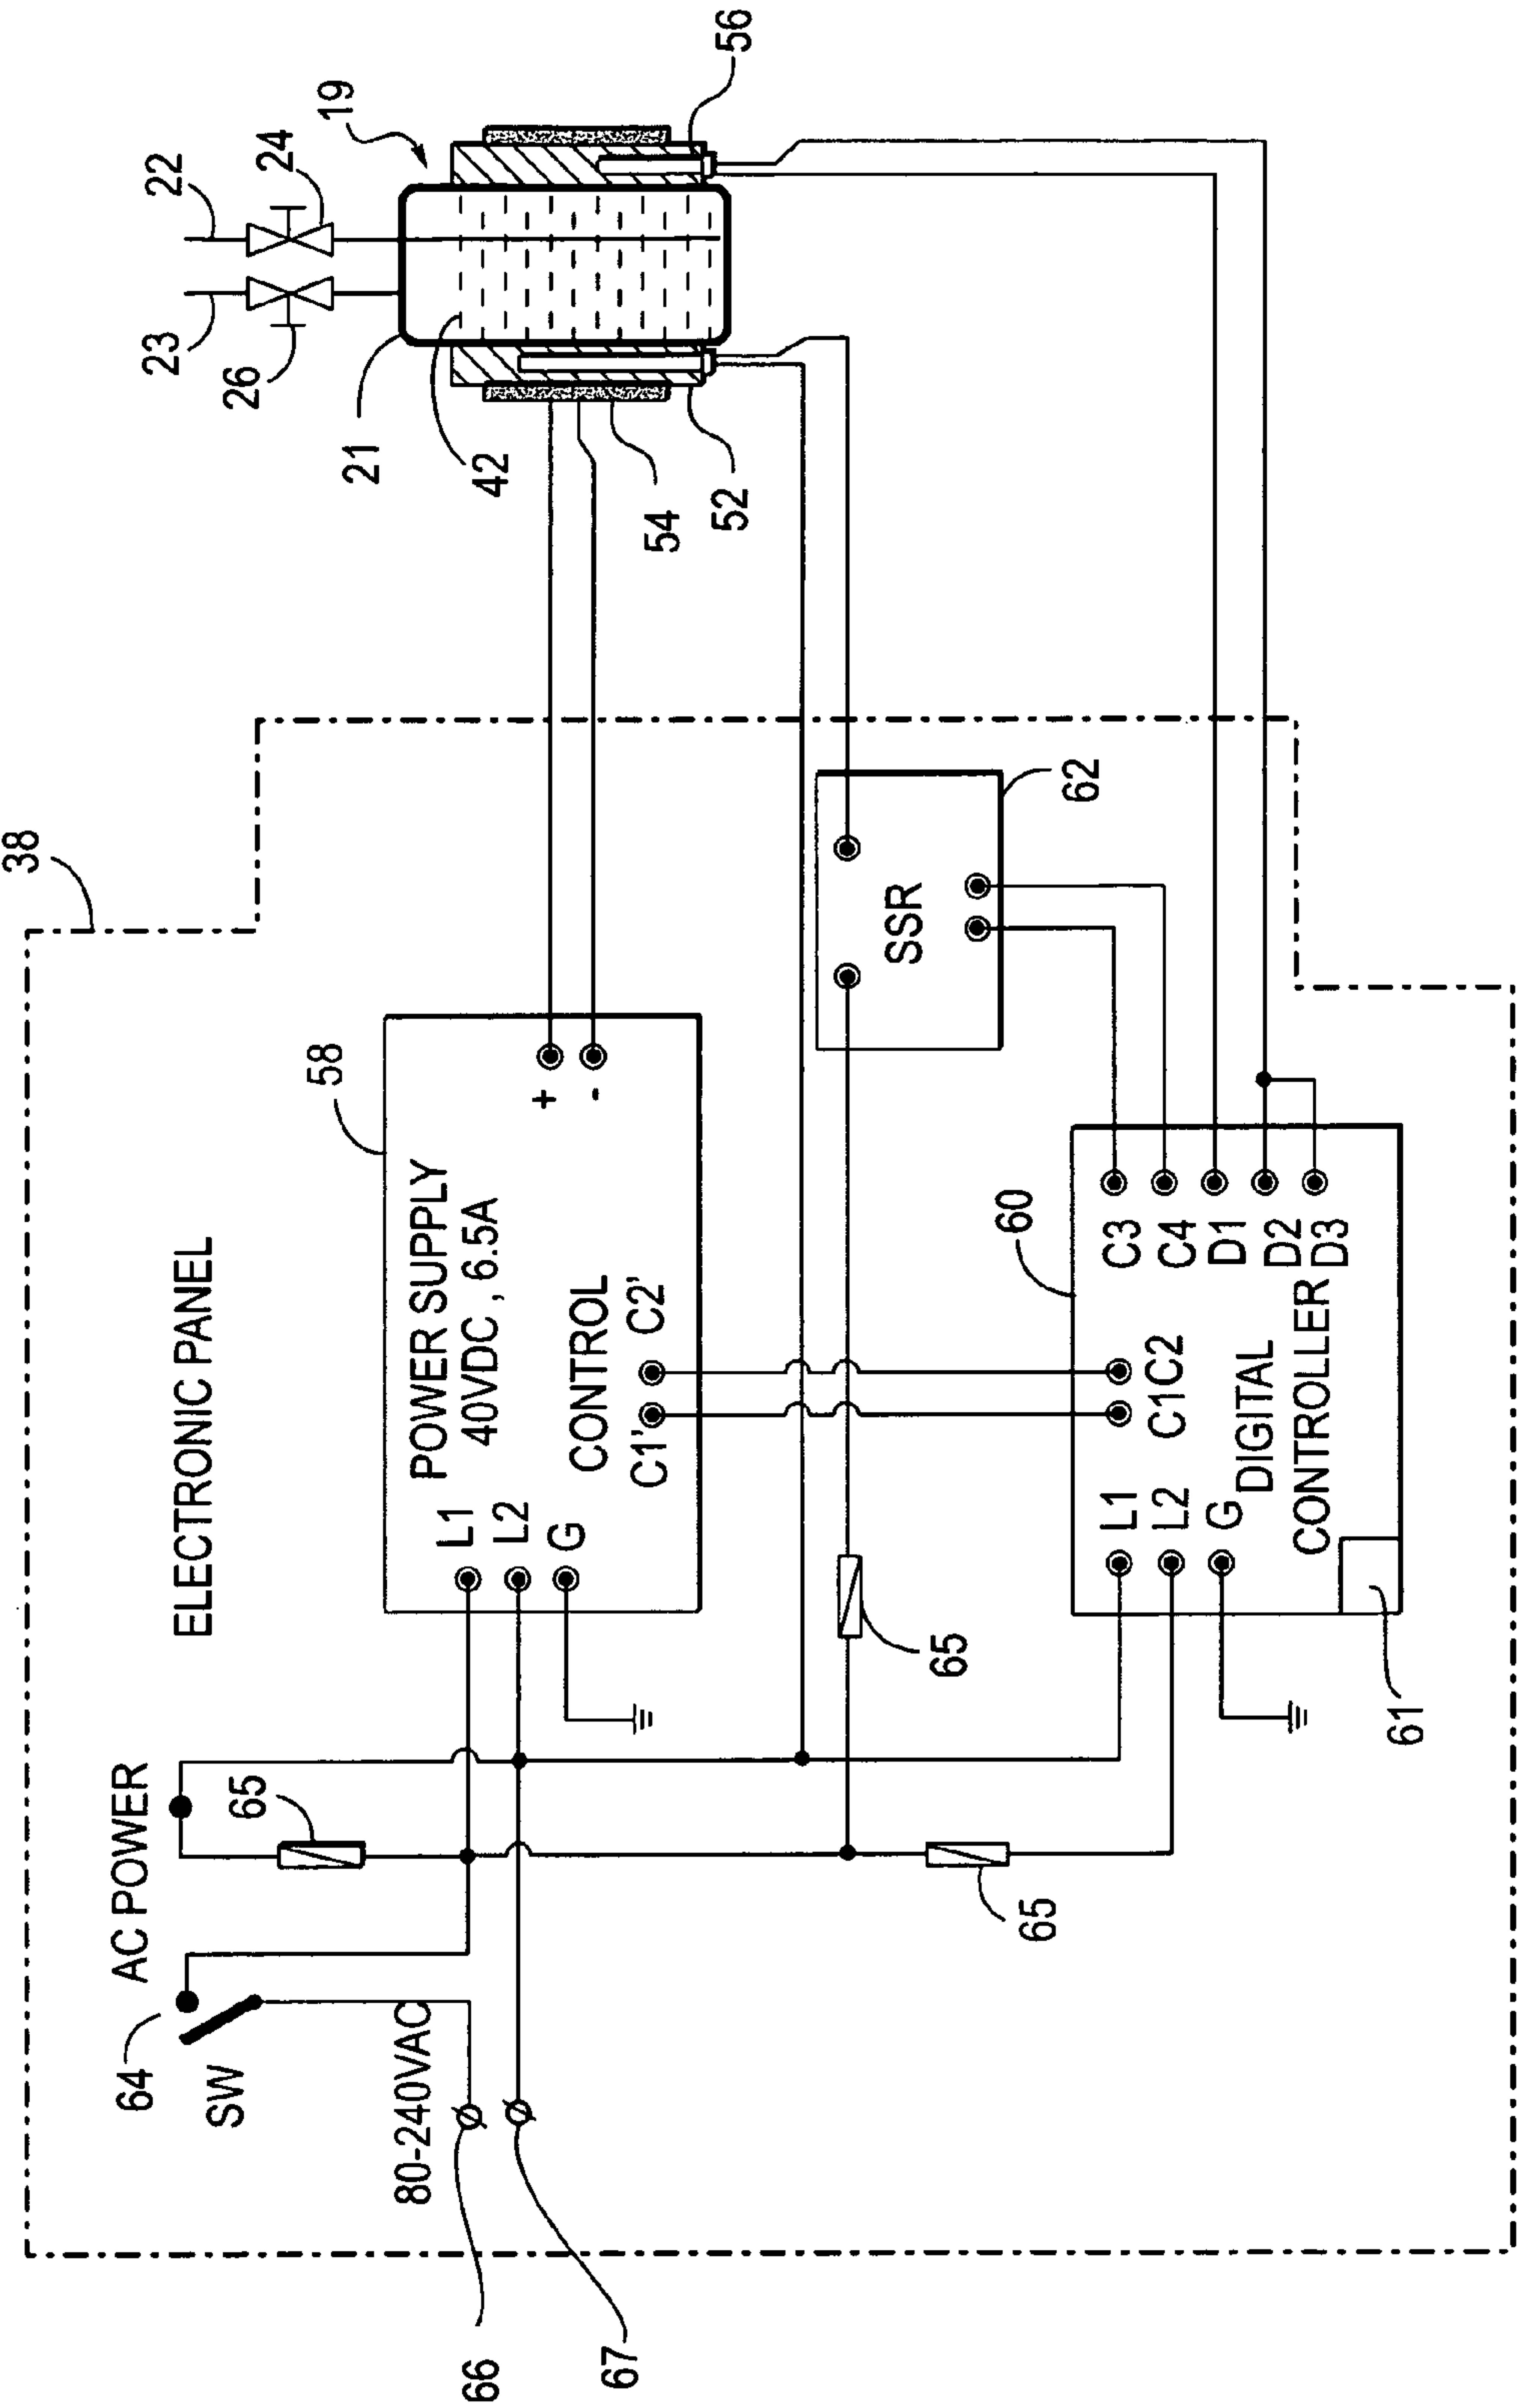 38
ELECTRONIC PANEL
AC POWER
64
SW
65
80-240VAC
66
67
58
POWER SUPPLY
40VDC , 6.5A
L1
L2
G
CONTROL
C1'
C2'
+
-
65
65
SSR
62
60
L1
L2
G
C1C2
DIGITAL
CONTROLLER
C3
C4
D1
D2
D3
61
22
23
24
26
19
21
42
54
52
56